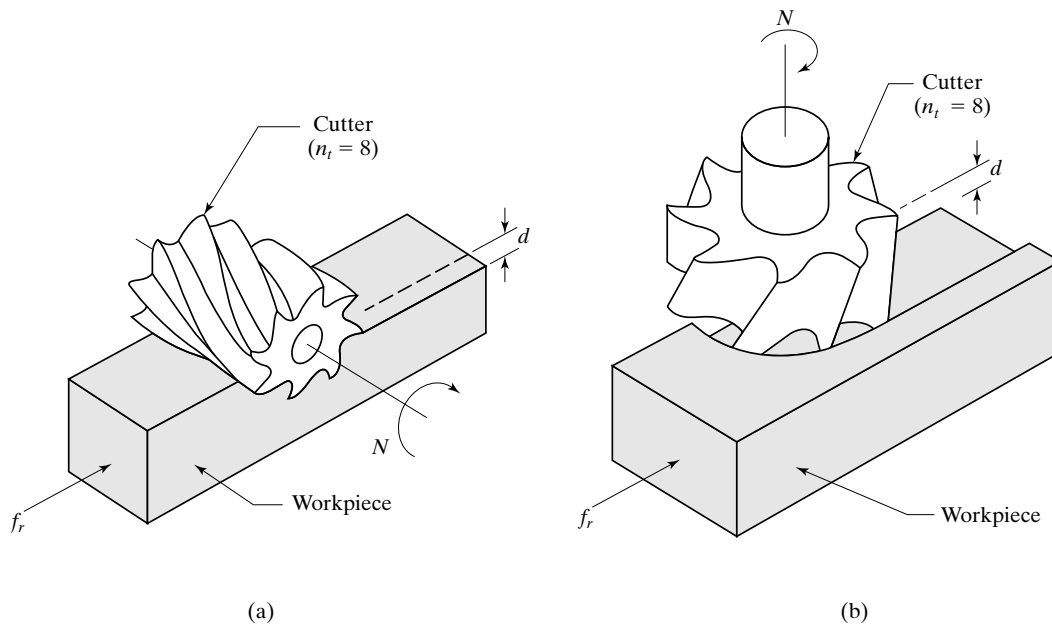 Cutter
(n_t = 8)
d
N
Workpiece
f_r
(a)
N
Cutter
(n_t = 8)
d
f_r
Workpiece
(b)